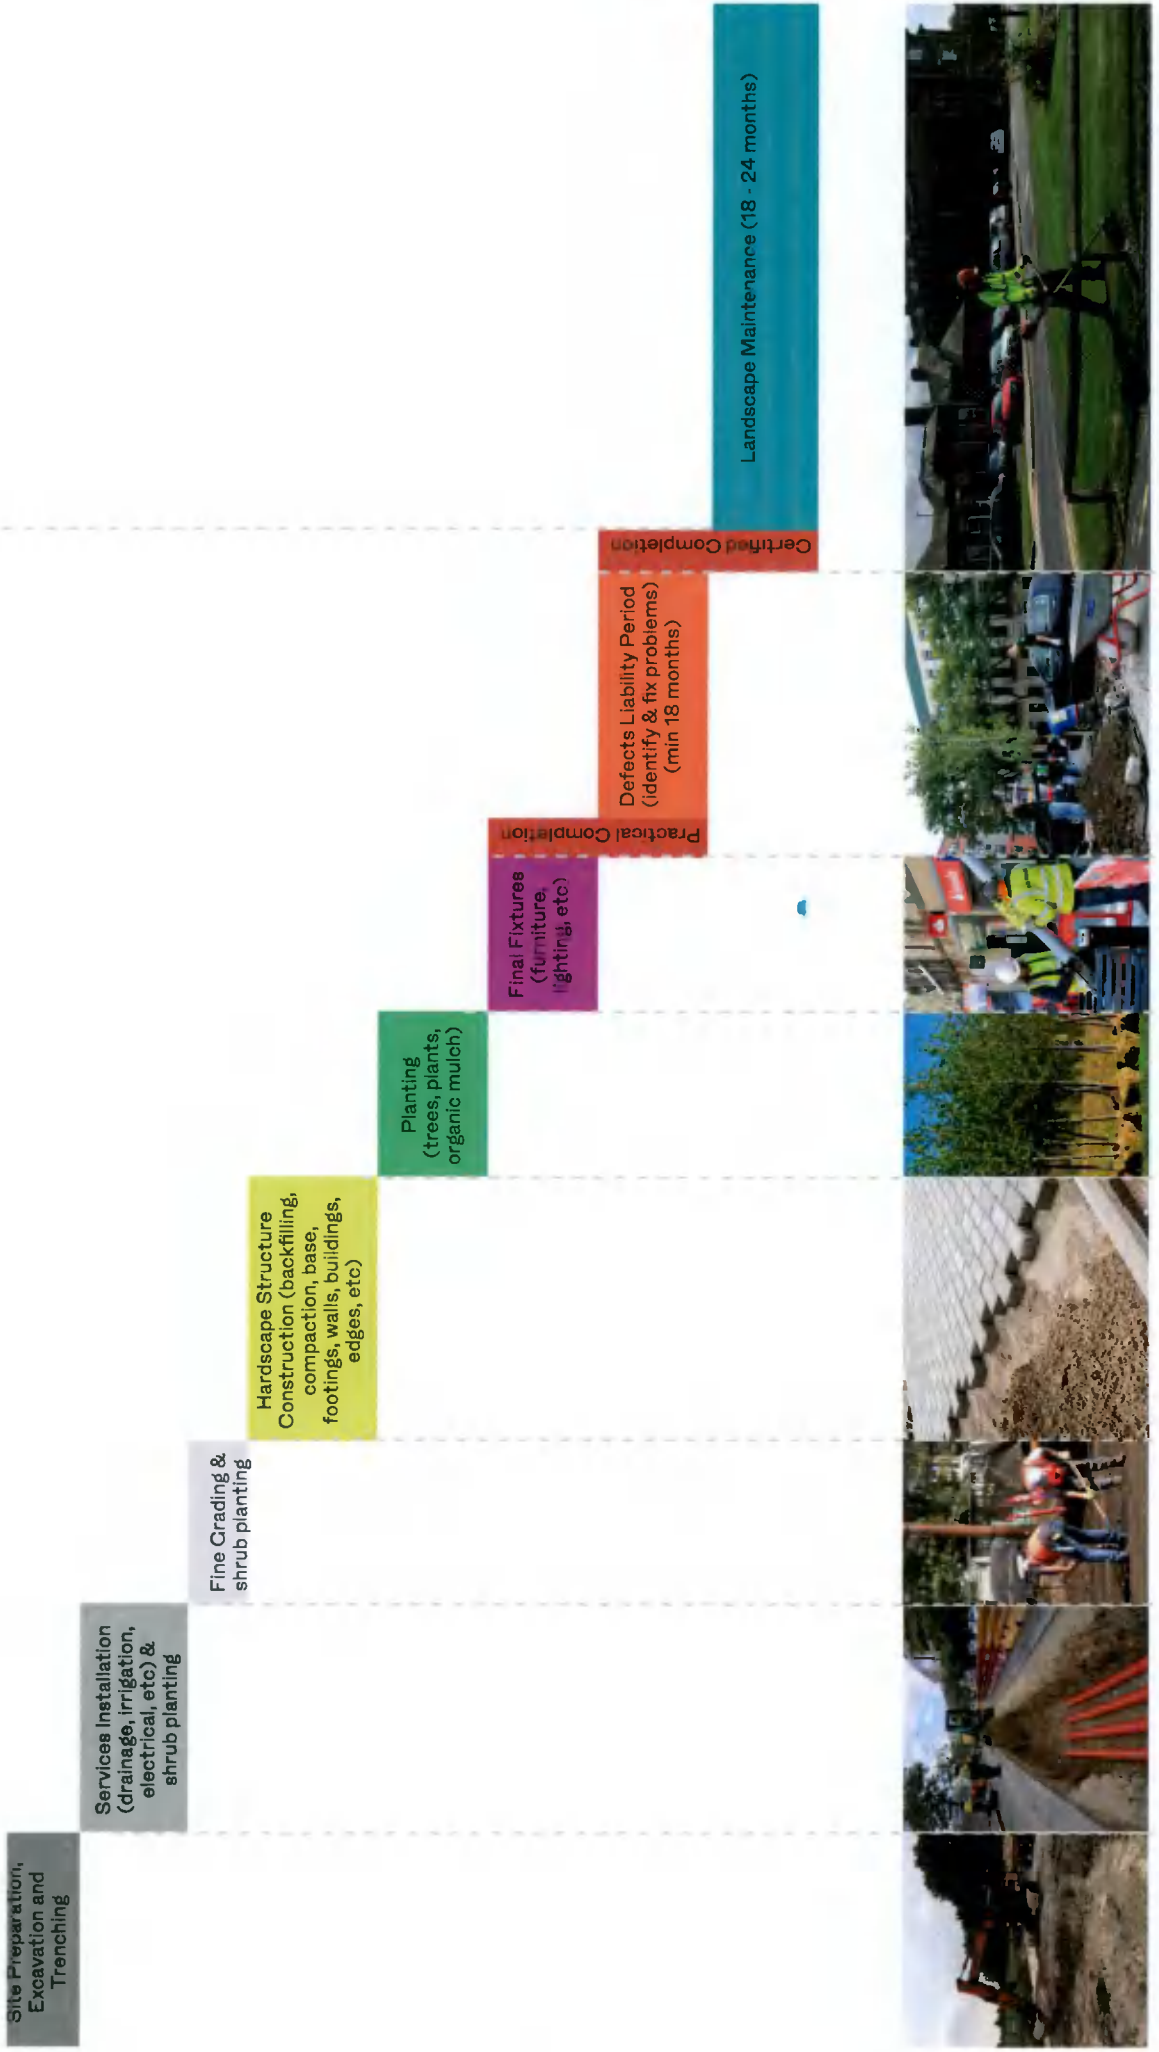 Site Preparation,
Excavation and
Trenching
Services Installation
(drainage, irrigation,
electrical, etc) &
shrub planting
Fine Grading &
shrub planting
Hardscape Structure
Construction (backfilling,
compaction, base,
footings, walls, buildings,
edges, etc)
Planting
(trees, plants,
organic mulch)
Final Fixtures
(furniture,
lighting, etc)
Practical Completion
Defects Liability Period
(identify & fix problems)
(min 18 months)
Certified Completion
Landscape Maintenance (18 - 24 months)